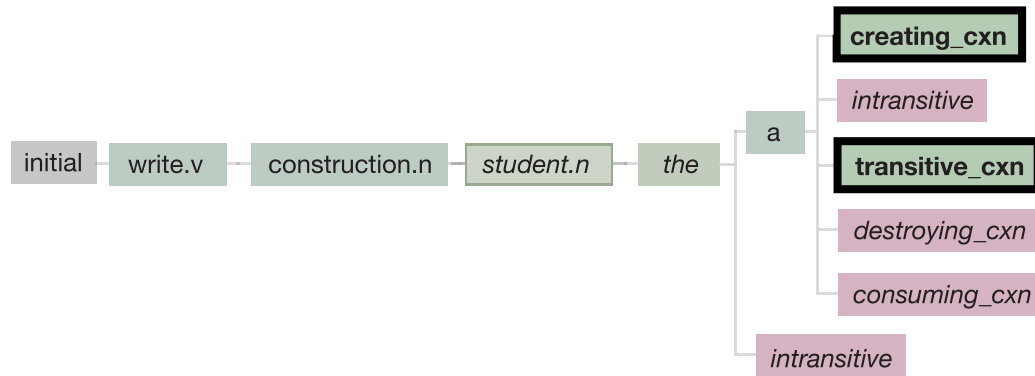 initial
write.v
construction.n
student.n
the
a
creating_cxn
intransitive
transitive_cxn
destroying_cxn
consuming_cxn
intransitive